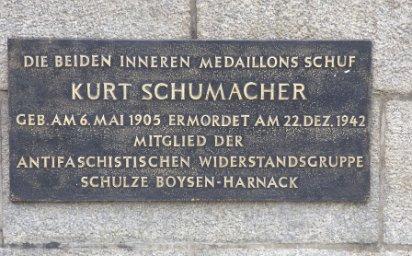 DIE BEIDEN INNEREN MEDAILLONS SCHUF
KURT SCHUMACHER
GEB. AM 6. MAI 1905 ERMORDET AM 22. DEZ. 1942
MITGLIED DER
ANTIFASCHISTISCHEN WIDERSTANDSGRUPPE
SCHULZE BOYSEN-HARNACK